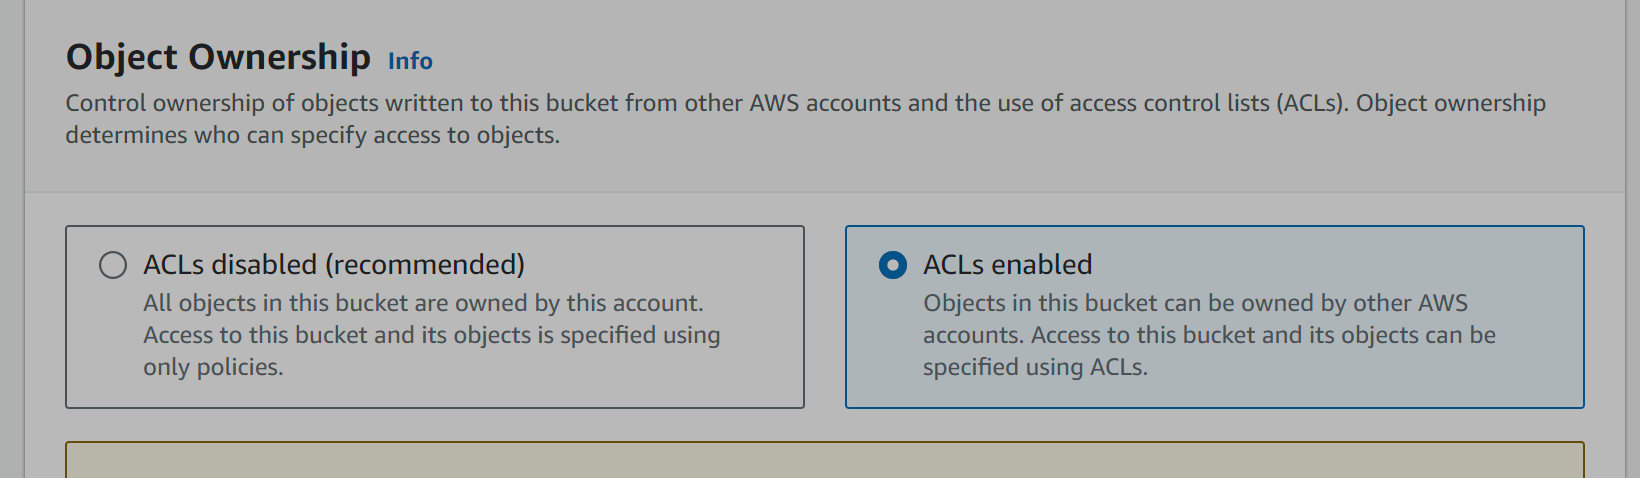 Object Ownership Info
Control ownership of objects written to this bucket from other AWS accounts and the use of access control lists (ACLs). Object ownership
determines who can specify access to objects.
ACLs disabled (recommended)
All objects in this bucket are owned by this account.
Access to this bucket and its objects is specified using
only policies.
ACLs enabled
Objects in this bucket can be owned by other AWS
accounts. Access to this bucket and its objects can be
specified using ACLs.